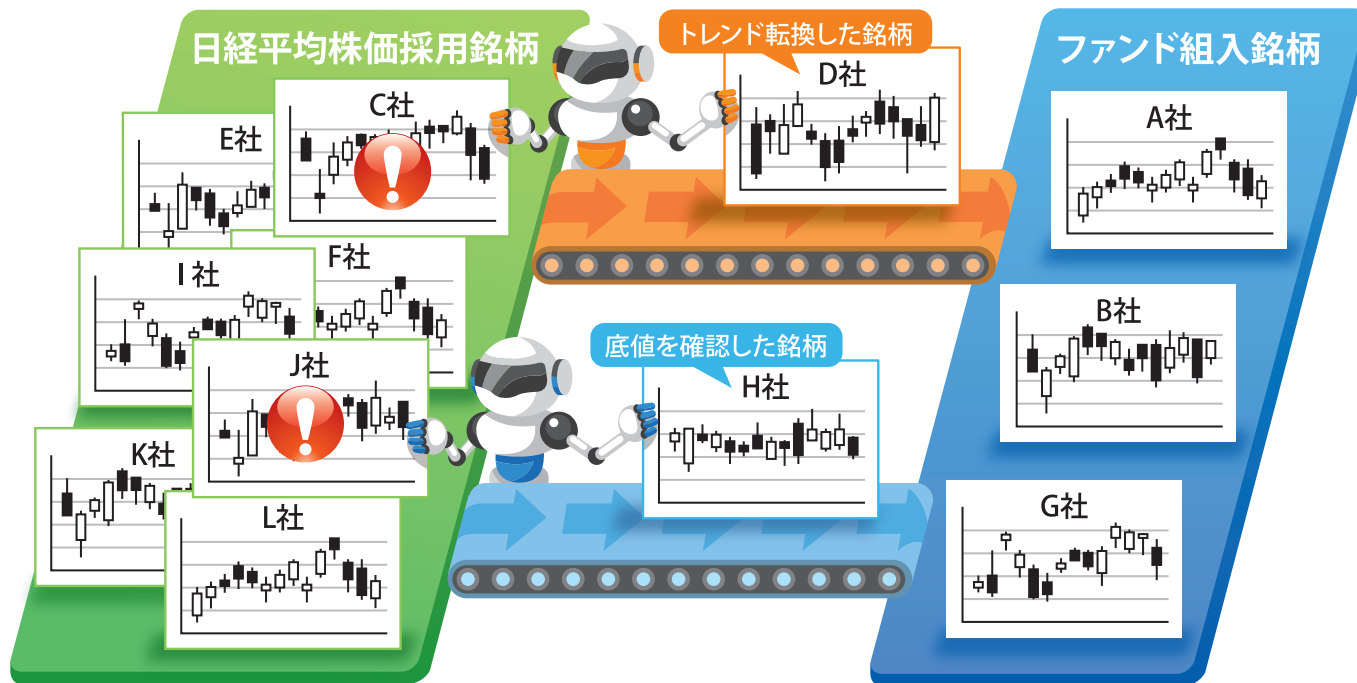 日経平均株価採用銘柄
C社
E社
F社
I社
J社
K社
L社
トレンド転換した銘柄
D社
底値を確認した銘柄
H社
ファンド組入銘柄
A社
B社
G社